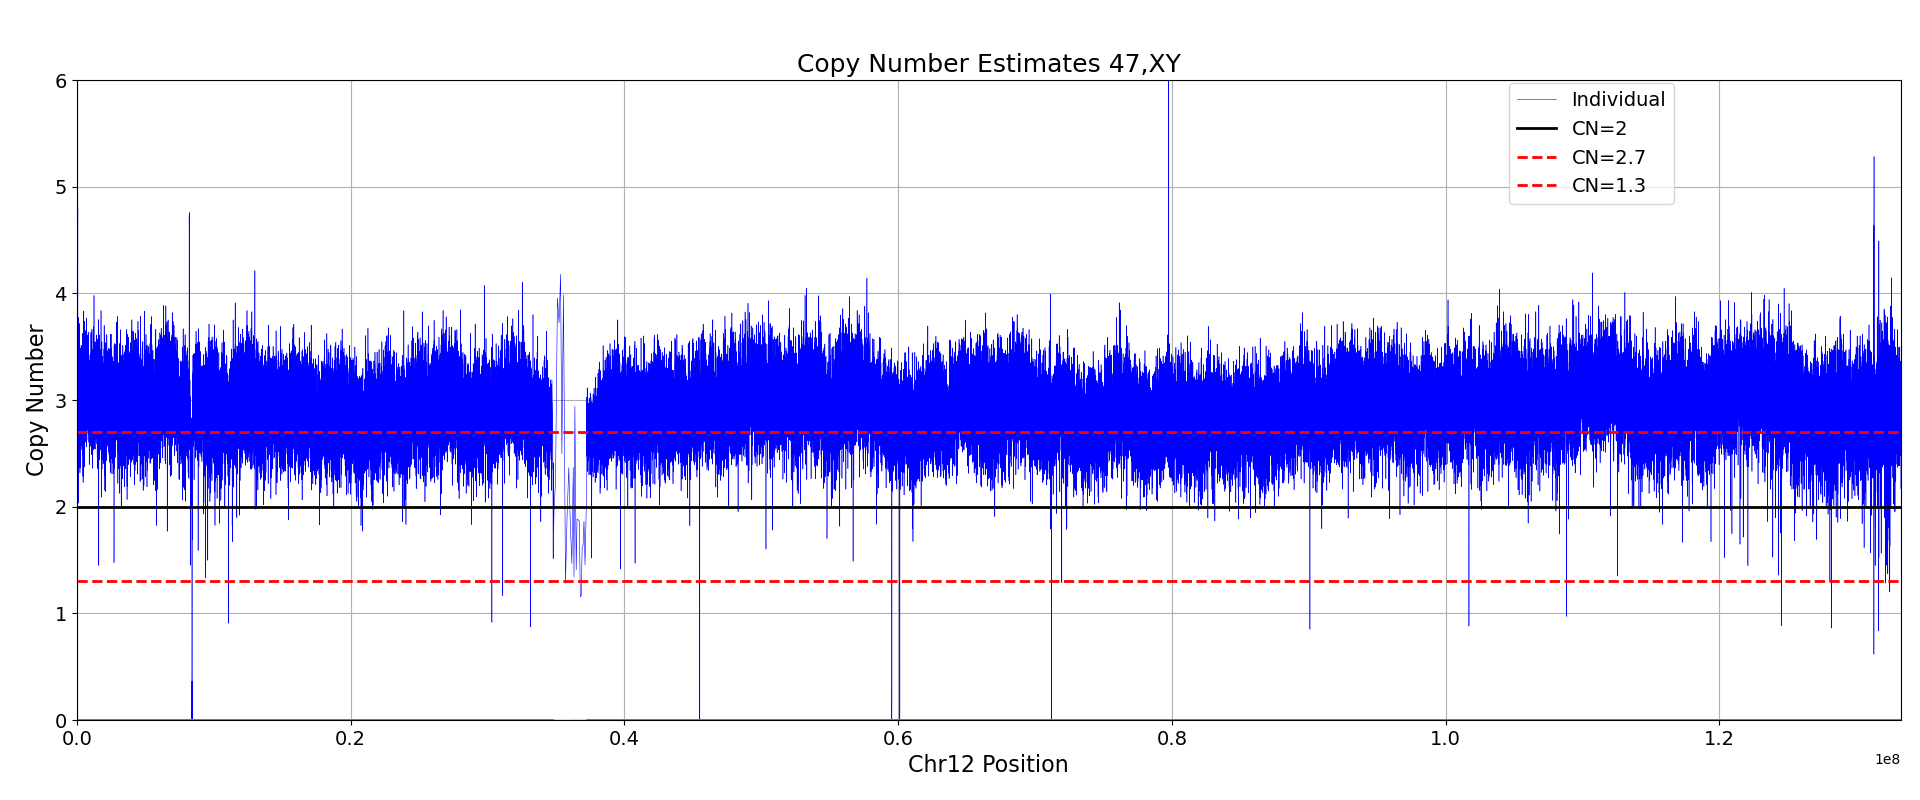 Copy Number Estimates 47,XY
6
5
4
3
2
1
0
Copy Number
Individual
CN=2
CN=2.7
CN=1.3
0.0 0.2 0.4 0.6 0.8 1.0 1.2
1e8
Chr12 Position